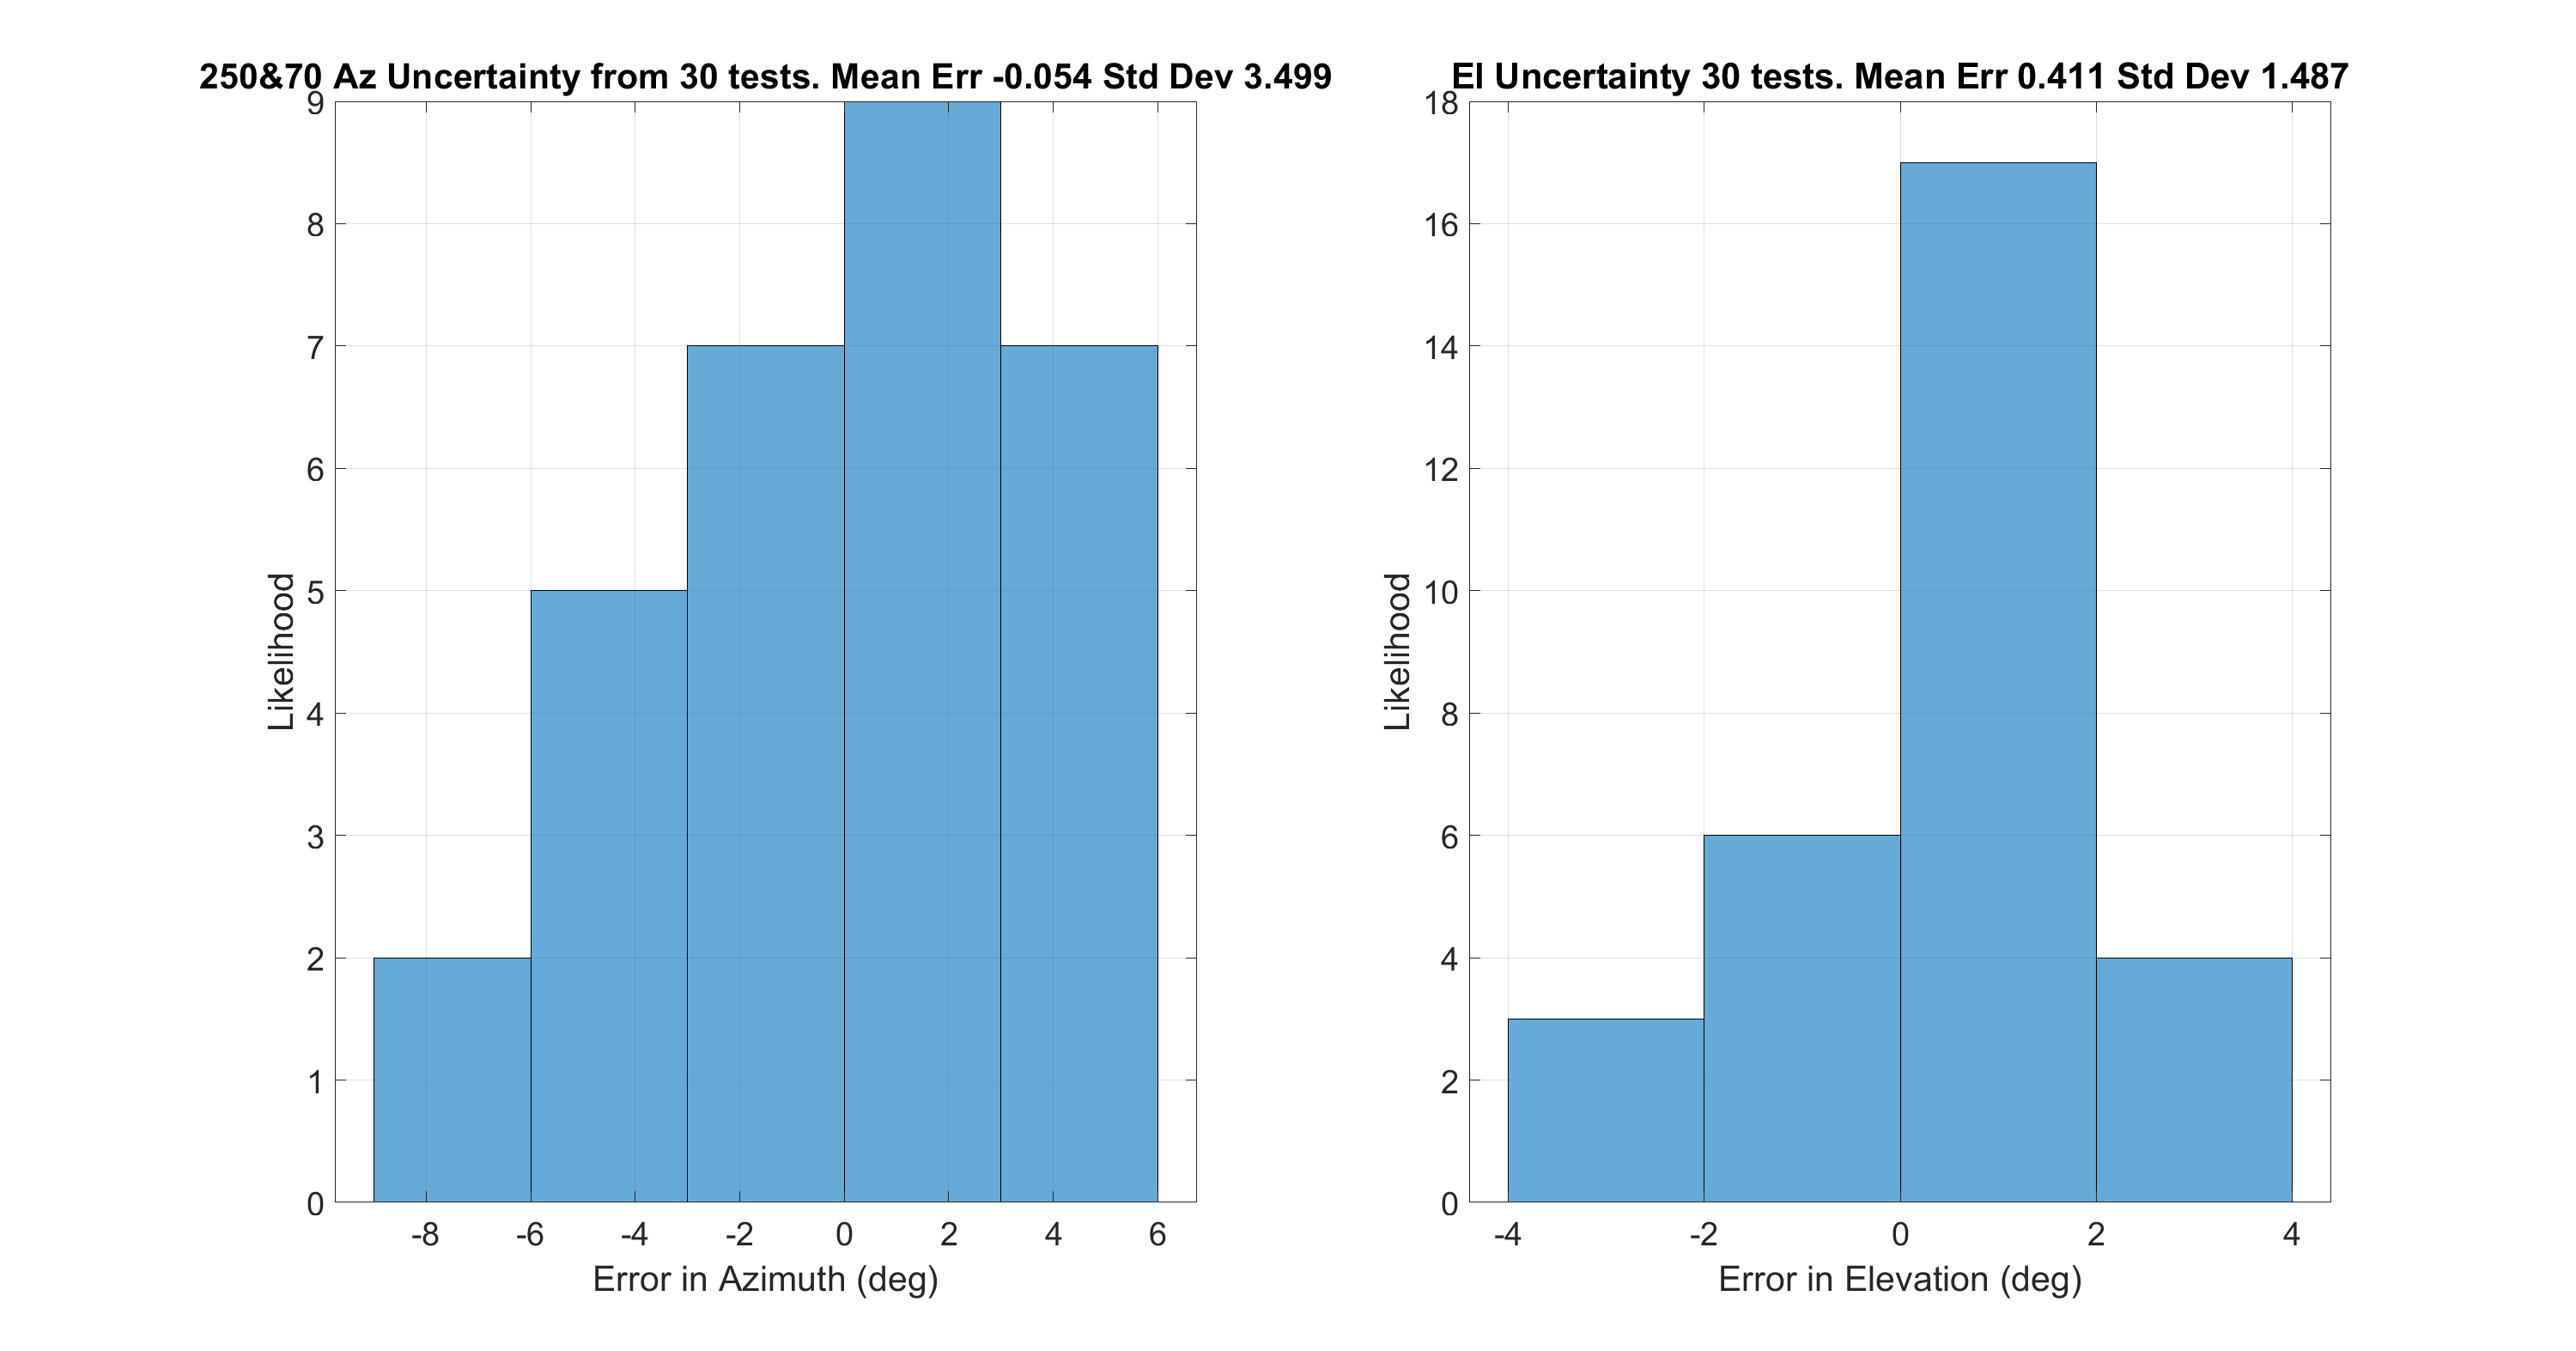 250&70 Az Uncertainty from 30 tests. Mean Err -0.054 Std Dev 3.499
9
8
7
6
5
4
3
2
1
0
Likelihood
-8 -6 -4 -2 0 2 4 6
Error in Azimuth (deg)
El Uncertainty 30 tests. Mean Err 0.411 Std Dev 1.487
18
16
14
12
10
8
6
4
2
0
Likelihood
-4 -2 0 2 4
Error in Elevation (deg)